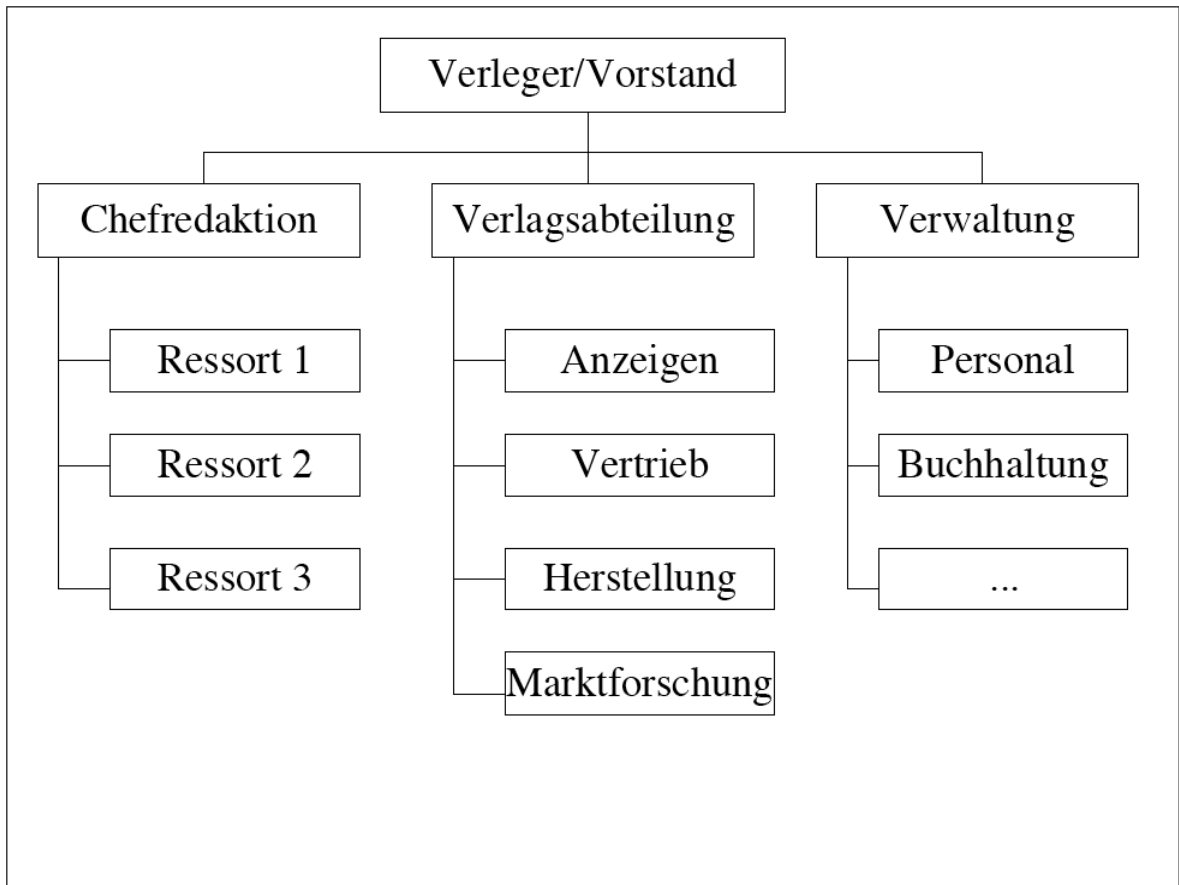 Verleger/Vorstand
Chefredaktion
Ressort 1
Ressort 2
Ressort 3
Verlagsabteilung
Anzeigen
Vertrieb
Herstellung
Marktforschung
Verwaltung
Personal
Buchhaltung
...